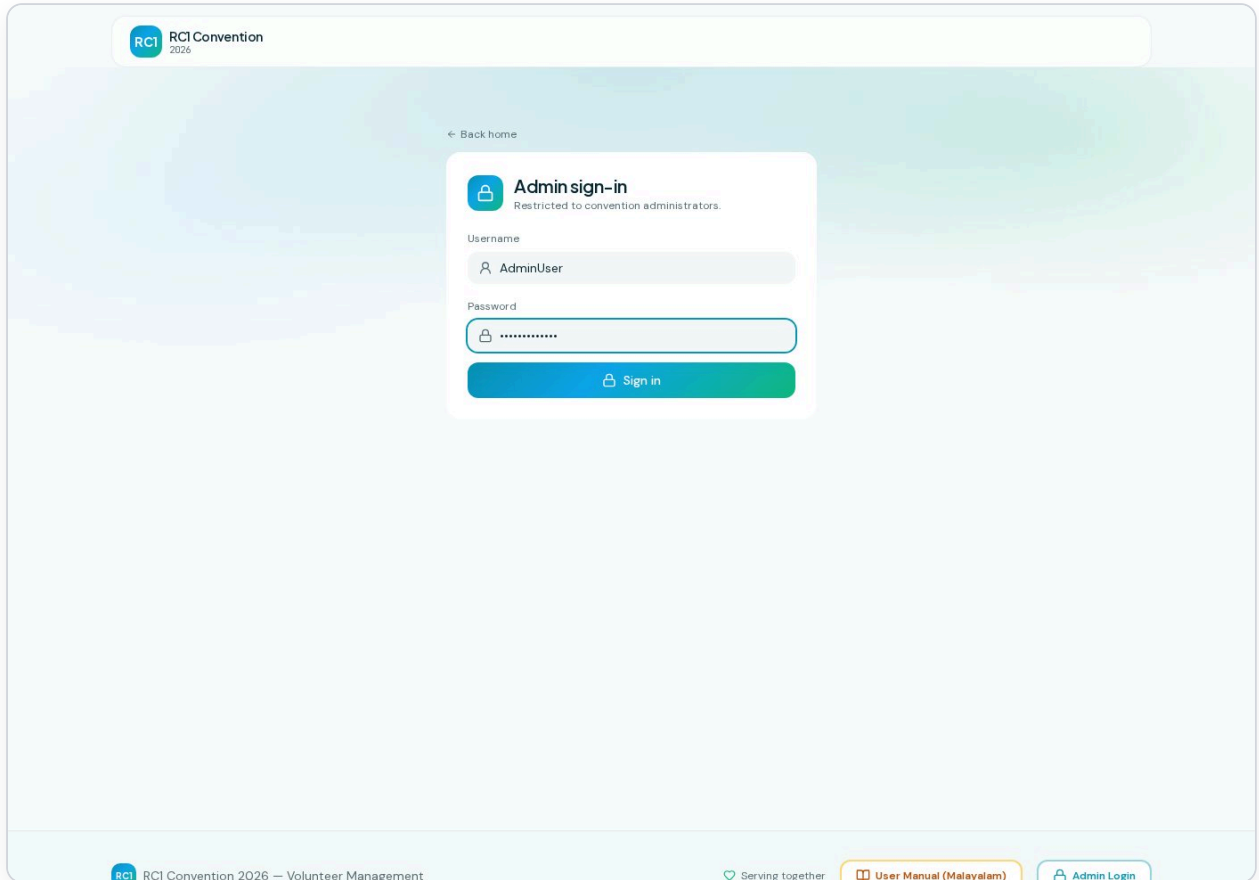 RC1 RC1 Convention
2026
← Back home
Admin sign-in
Restricted to convention administrators.
Username
AdminUser
Password
•••••••••••••
Sign in
RC1 RC1 Convention 2026 — Volunteer Management
Serving together
User Manual (Malayalam)
Admin Login